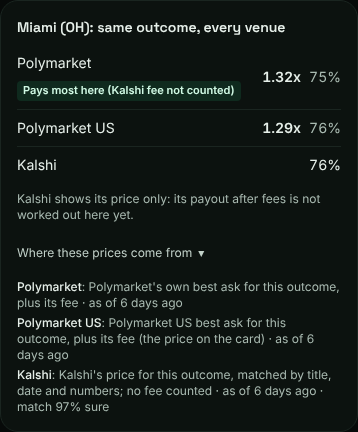 Miami (OH): same outcome, every venue
Polymarket
Pays most here (Kalshi fee not counted)
1.32x 75%
Polymarket US
1.29x 76%
Kalshi
76%
Kalshi shows its price only: its payout after fees is not
worked out here yet.
Where these prices come from ▼
Polymarket: Polymarket's own best ask for this outcome,
plus its fee · as of 6 days ago
Polymarket US: Polymarket US best ask for this
outcome, plus its fee (the price on the card) · as of 6
days ago
Kalshi: Kalshi's price for this outcome, matched by title,
date and numbers; no fee counted · as of 6 days ago ·
match 97% sure